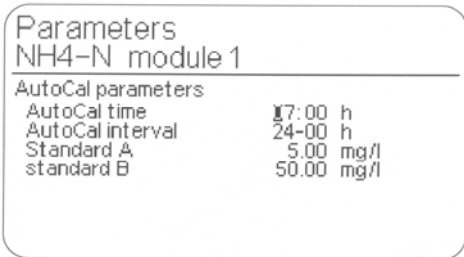 Parameters
NH4-N module 1
AutoCal parameters
AutoCal time 17:00 h
AutoCal interval 24-00 h
Standard A 5.00 mg/l
standard B 50.00 mg/l